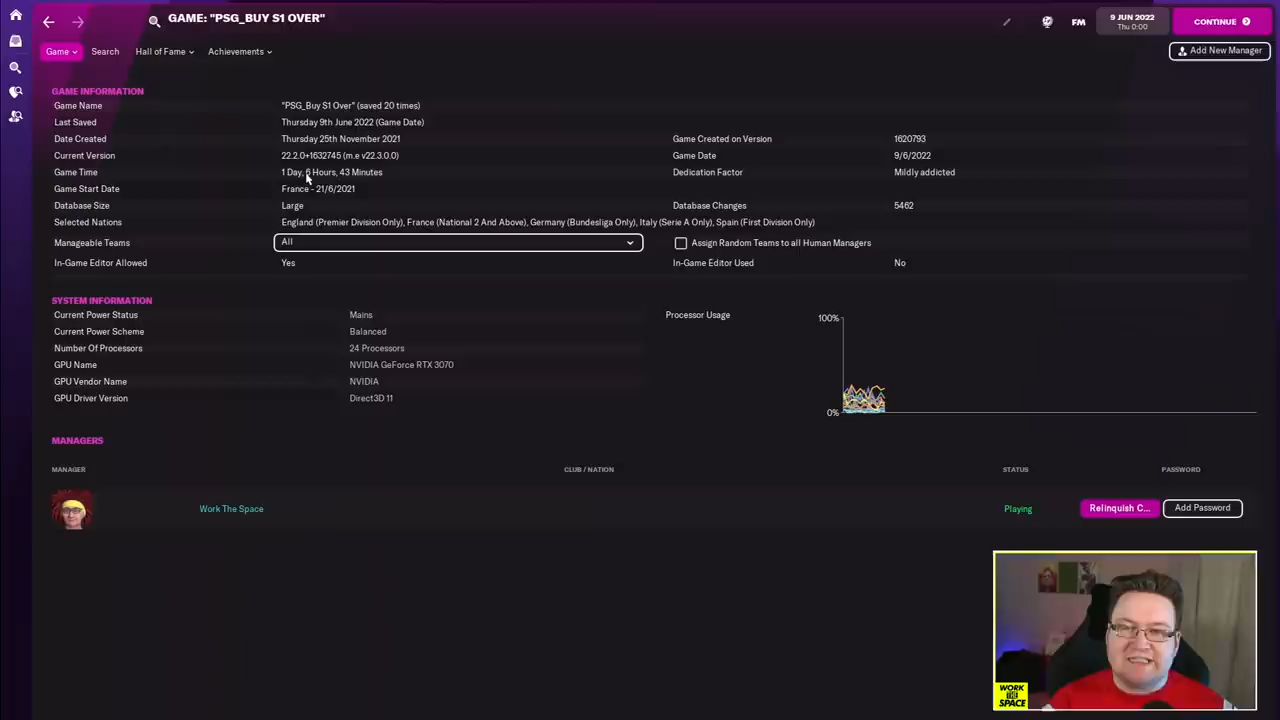 GAME: "PSG_BUY S1 OVER"
FM
9 JUN 2022
Thu 0:00
CONTINUE
Game
Search
Hall of Fame
Achievements
Add New Manager
GAME INFORMATION
Game Name "PSG_Buy S1 Over" (saved 20 times)
Last Saved Thursday 9th June 2022 (Game Date)
Date Created Thursday 25th November 2021 Game Created on Version 1620793
Current Version 22.2.0+1632745 (m.e v22.3.0.0) Game Date 9/6/2022
Game Time 1 Day, 6 Hours, 43 Minutes Dedication Factor Mildly addicted
Game Start Date France - 21/6/2021
Database Size Large Database Changes 5462
Selected Nations England (Premier Division Only), France (National 2 And Above), Germany (Bundesliga Only), Italy (Serie A Only), Spain (First Division Only)
Manageable Teams All Assign Random Teams to all Human Managers
In-Game Editor Allowed Yes In-Game Editor Used No
SYSTEM INFORMATION
Current Power Status Mains Processor Usage 100%
Current Power Scheme Balanced
Number Of Processors 24 Processors
GPU Name NVIDIA GeForce RTX 3070
GPU Vendor Name NVIDIA
GPU Driver Version Direct3D 11
0%
MANAGERS
MANAGER CLUB / NATION STATUS PASSWORD
Work The Space Playing Relinquish C... Add Password
WORK
THE
SPACE